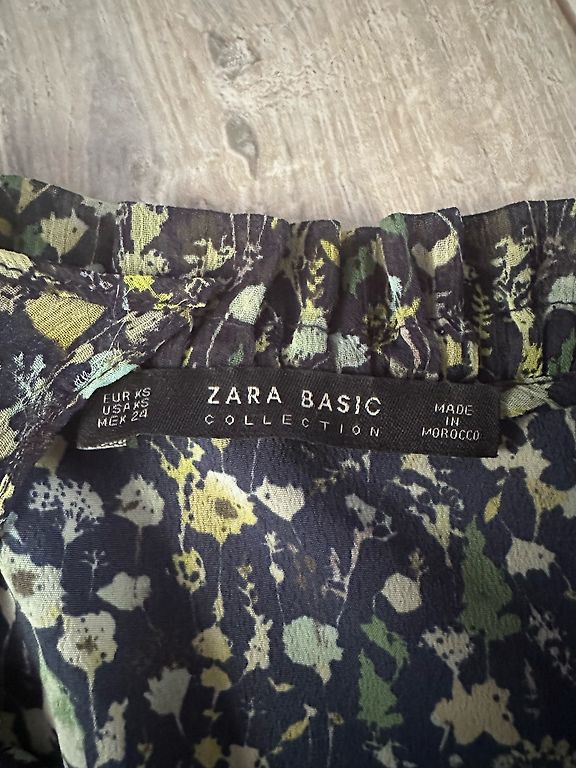 EUR XS
USA XS
MEX 24
ZARA BASIC
COLLECTION
MADE
IN
MOROCCO